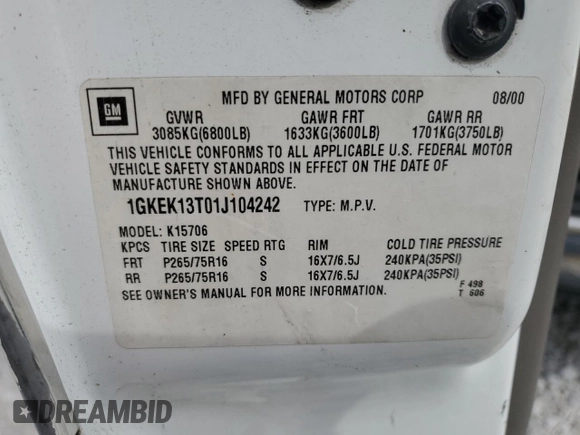 MFD BY GENERAL MOTORS CORP 08/00
GM
GVWR GAWR FRT GAWR RR
3085KG(6800LB) 1633KG(3600LB) 1701KG(3750LB)
THIS VEHICLE CONFORMS TO ALL APPLICABLE U.S. FEDERAL MOTOR
VEHICLE SAFETY STANDARDS IN EFFECT ON THE DATE OF
MANUFACTURE SHOWN ABOVE.
1GKEK13T01J104242 TYPE: M.P.V.
MODEL: K15706
KPCS TIRE SIZE SPEED RTG RIM COLD TIRE PRESSURE
FRT P265/75R16 S 16X7/6.5J 240KPA(35PSI)
RR P265/75R16 S 16X7/6.5J 240KPA(35PSI)
SEE OWNER'S MANUAL FOR MORE INFORMATION.
F 498
T 606
DREAMBID